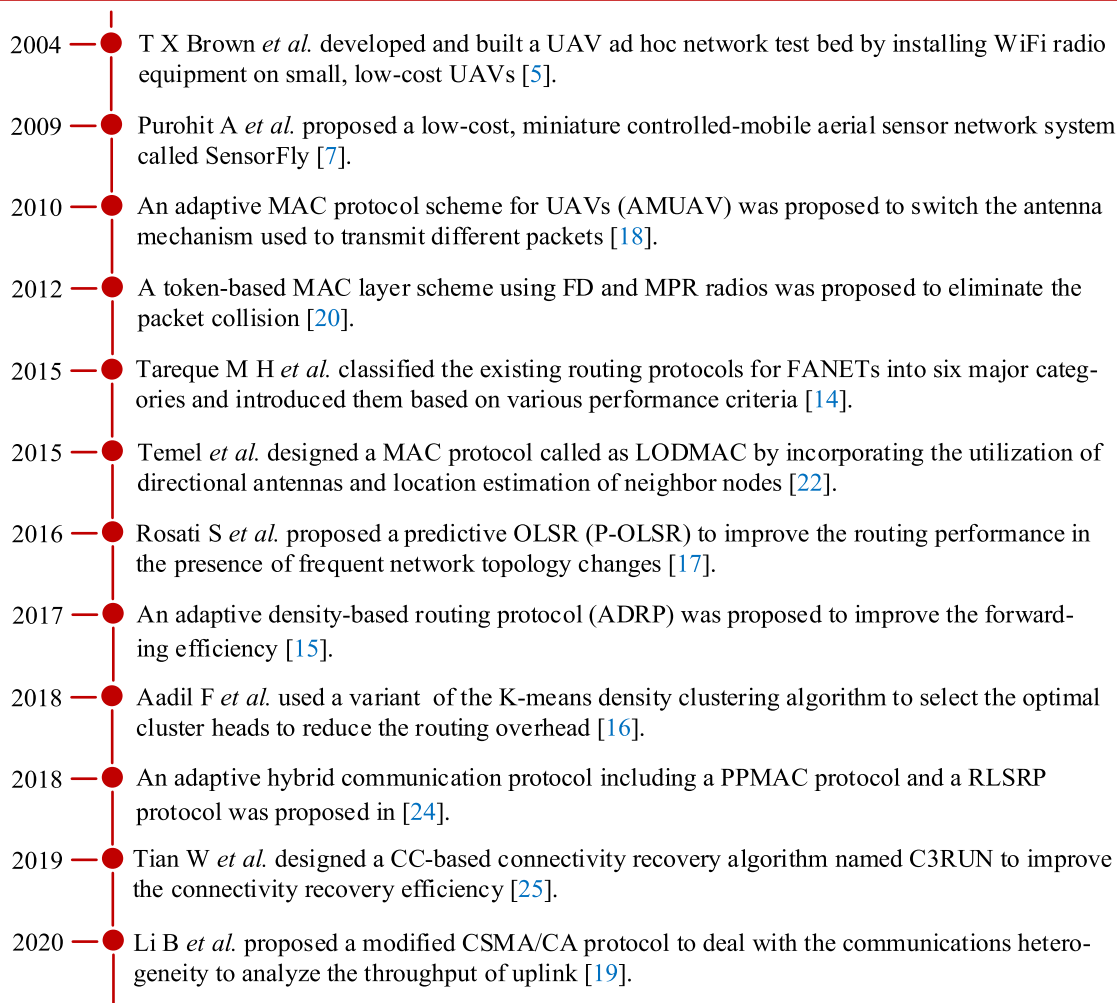 2004 T X Brown et al. developed and built a UAV ad hoc network test bed by installing WiFi radio
equipment on small, low-cost UAVs [5].
2009 Purohit A et al. proposed a low-cost, miniature controlled-mobile aerial sensor network system
called SensorFly [7].
2010 An adaptive MAC protocol scheme for UAVs (AMUAV) was proposed to switch the antenna
mechanism used to transmit different packets [18].
2012 A token-based MAC layer scheme using FD and MPR radios was proposed to eliminate the
packet collision [20].
2015 Tareque M H et al. classified the existing routing protocols for FANETs into six major categ-
ories and introduced them based on various performance criteria [14].
2015 Temel et al. designed a MAC protocol called as LODMAC by incorporating the utilization of
directional antennas and location estimation of neighbor nodes [22].
2016 Rosati S et al. proposed a predictive OLSR (P-OLSR) to improve the routing performance in
the presence of frequent network topology changes [17].
2017 An adaptive density-based routing protocol (ADRP) was proposed to improve the forward-
ing efficiency [15].
2018 Aadil F et al. used a variant of the K-means density clustering algorithm to select the optimal
cluster heads to reduce the routing overhead [16].
2018 An adaptive hybrid communication protocol including a PPMAC protocol and a RLSRP
protocol was proposed in [24].
2019 Tian W et al. designed a CC-based connectivity recovery algorithm named C3RUN to improve
the connectivity recovery efficiency [25].
2020 Li B et al. proposed a modified CSMA/CA protocol to deal with the communications hetero-
geneity to analyze the throughput of uplink [19].